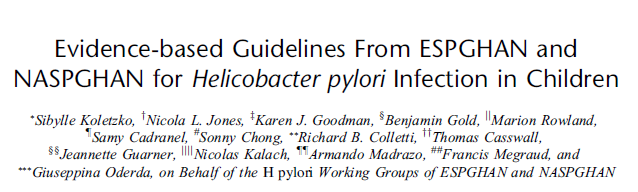 Evidence-based Guidelines From ESPGHAN and
NASPGHAN for Helicobacter pylori Infection in Children
*Sibylle Koletzko, †Nicola L. Jones, ‡Karen J. Goodman, §Benjamin Gold, ||Marion Rowland,
¶Samy Cadranel, #Sonny Chong, **Richard B. Colletti, ††Thomas Casswall,
§§Jeannette Guarner, ||||Nicolas Kalach, ¶¶Armando Madrazo, ##Francis Megraud, and
***Giuseppina Oderda, on Behalf of the H pylori Working Groups of ESPGHAN and NASPGHAN